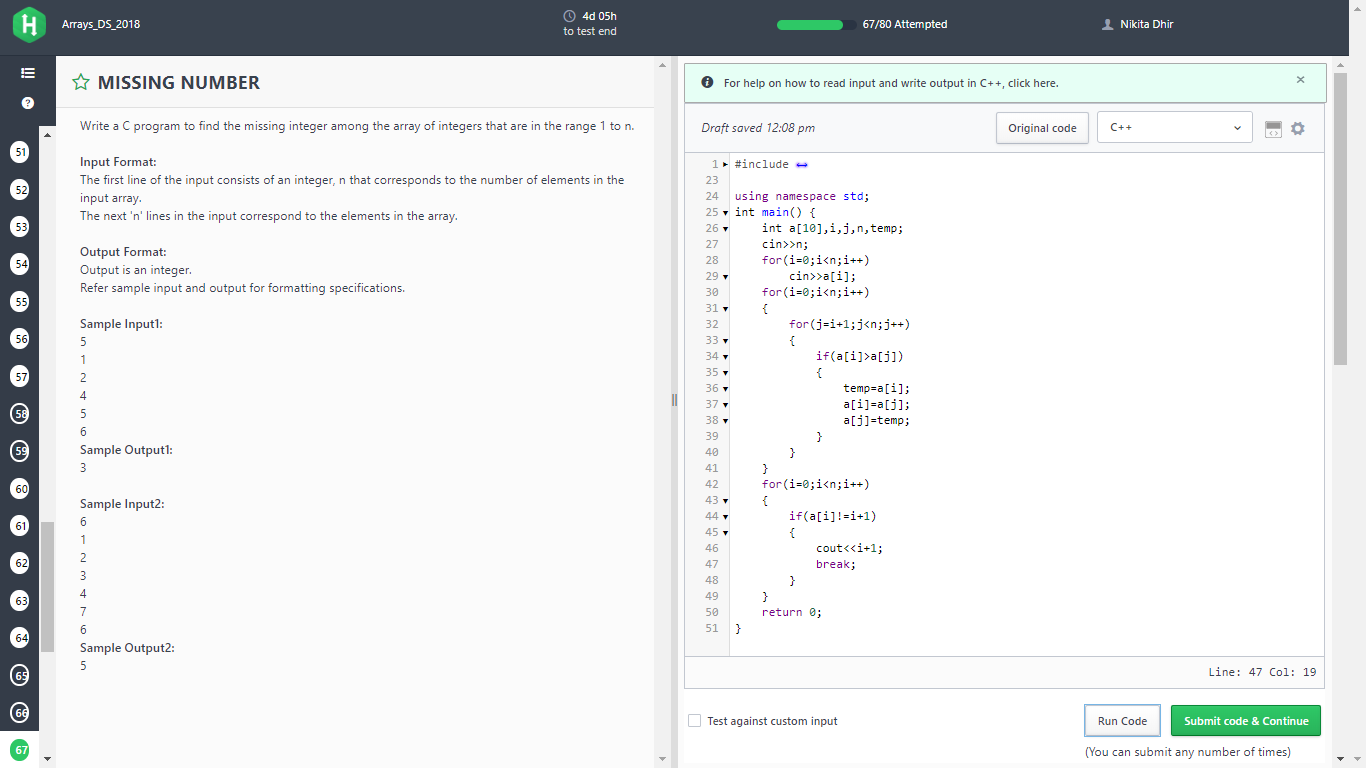 Arrays_DS_2018
4d 05h
to test end
67/80 Attempted
Nikita Dhir
MISSING NUMBER
Write a C program to find the missing integer among the array of integers that are in the range 1 to n.
Input Format:
The first line of the input consists of an integer, n that corresponds to the number of elements in the
input array.
The next 'n' lines in the input correspond to the elements in the array.
Output Format:
Output is an integer.
Refer sample input and output for formatting specifications.
Sample Input1:
5
1
2
4
5
6
Sample Output1:
3
Sample Input2:
6
1
2
3
4
7
6
Sample Output2:
5
?
51
52
53
54
55
56
57
58
59
60
61
62
63
64
65
66
67
For help on how to read input and write output in C++, click here.
Draft saved 12:08 pm
Original code
C++
1 #include
23
24 using namespace std;
25 int main() {
26 int a[10],i,j,n,temp;
27 cin>>n;
28 for(i=0;i<n;i++)
29 cin>>a[i];
30 for(i=0;i<n;i++)
31 {
32 for(j=i+1;j<n;j++)
33 {
34 if(a[i]>a[j])
35 {
36 temp=a[i];
37 a[i]=a[j];
38 a[j]=temp;
39 }
40 }
41 }
42 for(i=0;i<n;i++)
43 {
44 if(a[i]!=i+1)
45 {
46 cout<<i+1;
47 break;
48 }
49 }
50 return 0;
51 }
Line: 47 Col: 19
Test against custom input
Run Code
Submit code & Continue
(You can submit any number of times)